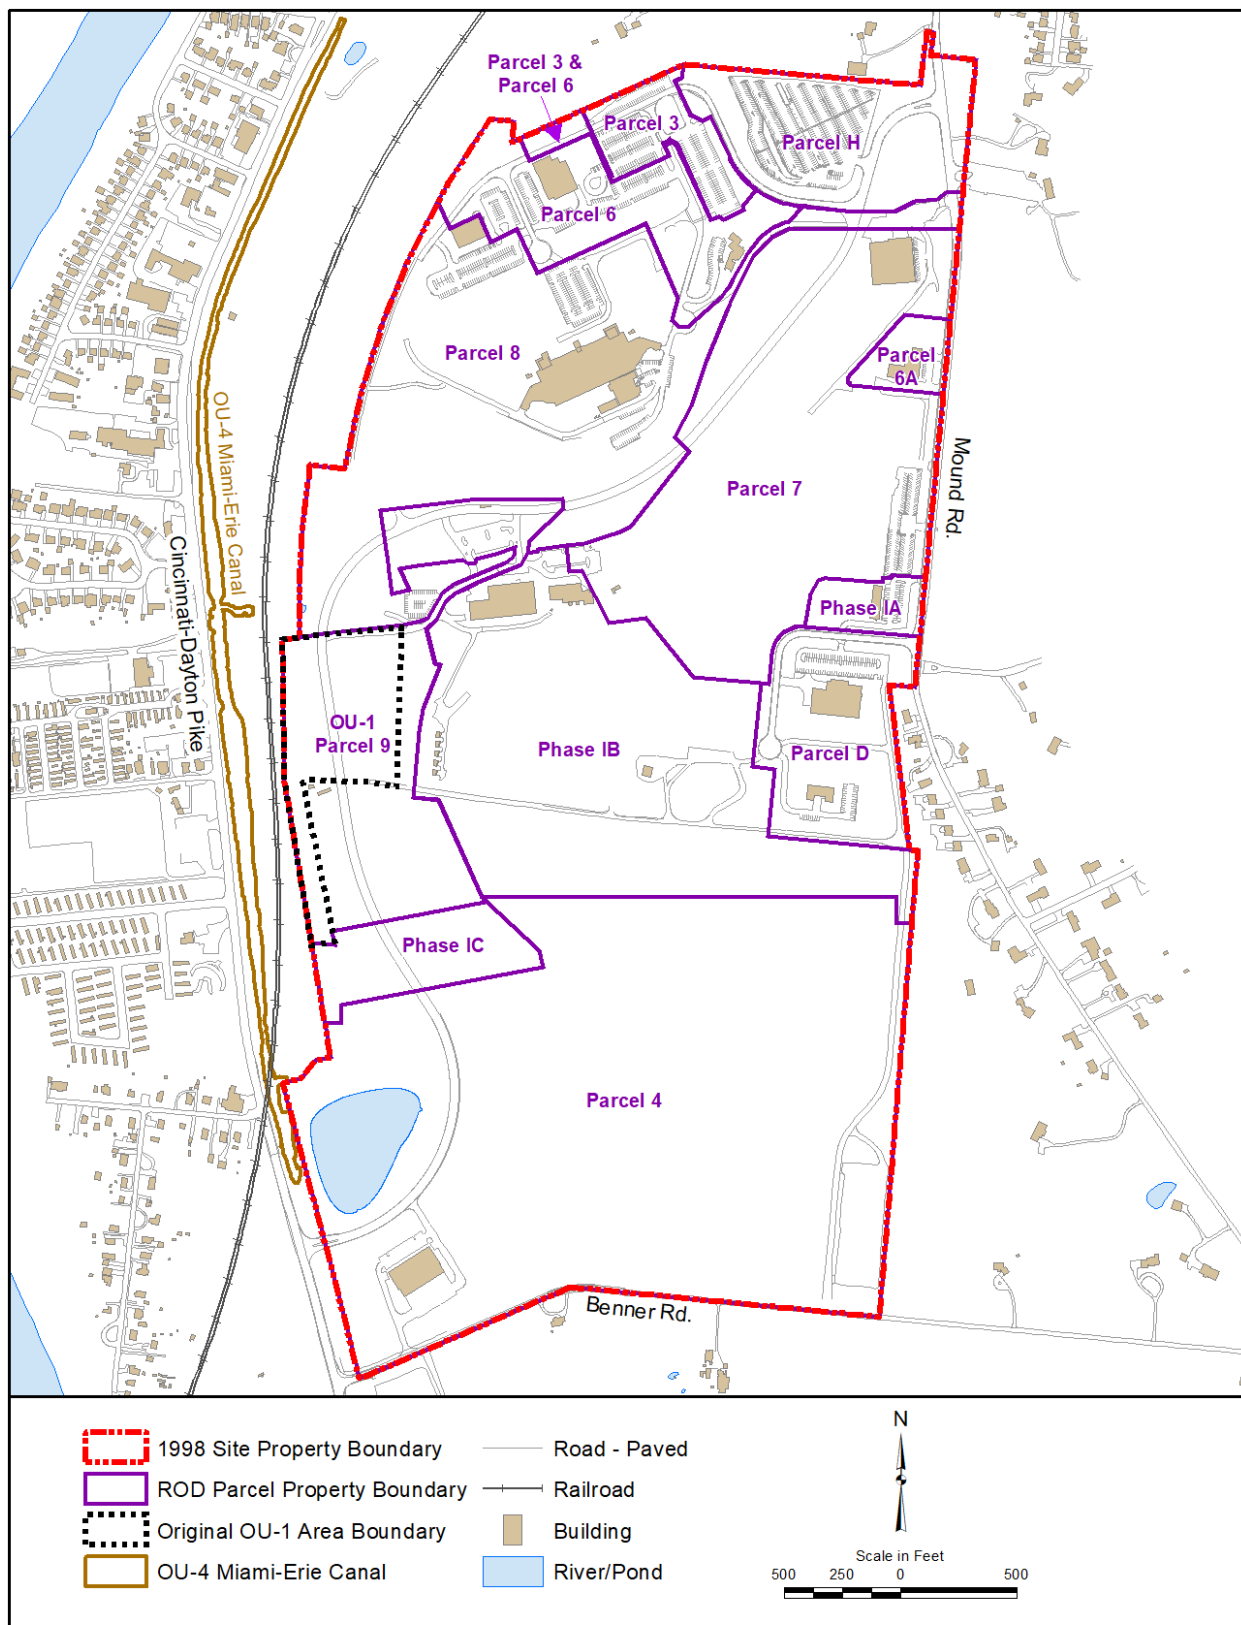 Parcel 3 &
Parcel 6
Parcel 3
Parcel H
Parcel 6
Parcel 8
Parcel
6A
OU-4 Miami-Erie Canal
Mound Rd.
Parcel 7
Cincinnati-Dayton Pike
Phase IA
OU-1
Parcel 9
Phase IB
Parcel D
Phase IC
Parcel 4
Benner Rd.
1998 Site Property Boundary
ROD Parcel Property Boundary
Original OU-1 Area Boundary
OU-4 Miami-Erie Canal
Road - Paved
Railroad
Building
River/Pond
N
Scale in Feet
500 250 0 500